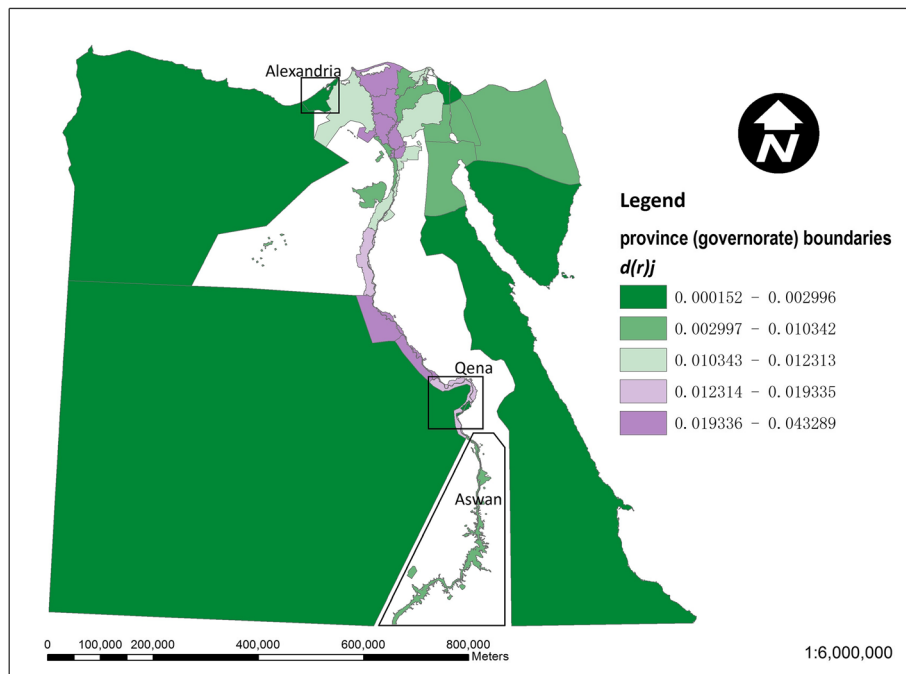 Alexandria
N
Legend
province (governorate) boundaries
d(r)j
0.000152 - 0.002996
0.002997 - 0.010342
0.010343 - 0.012313
0.012314 - 0.019335
0.019336 - 0.043289
Qena
Aswan
0 100,000 200,000 400,000 600,000 800,000
Meters
1:6,000,000